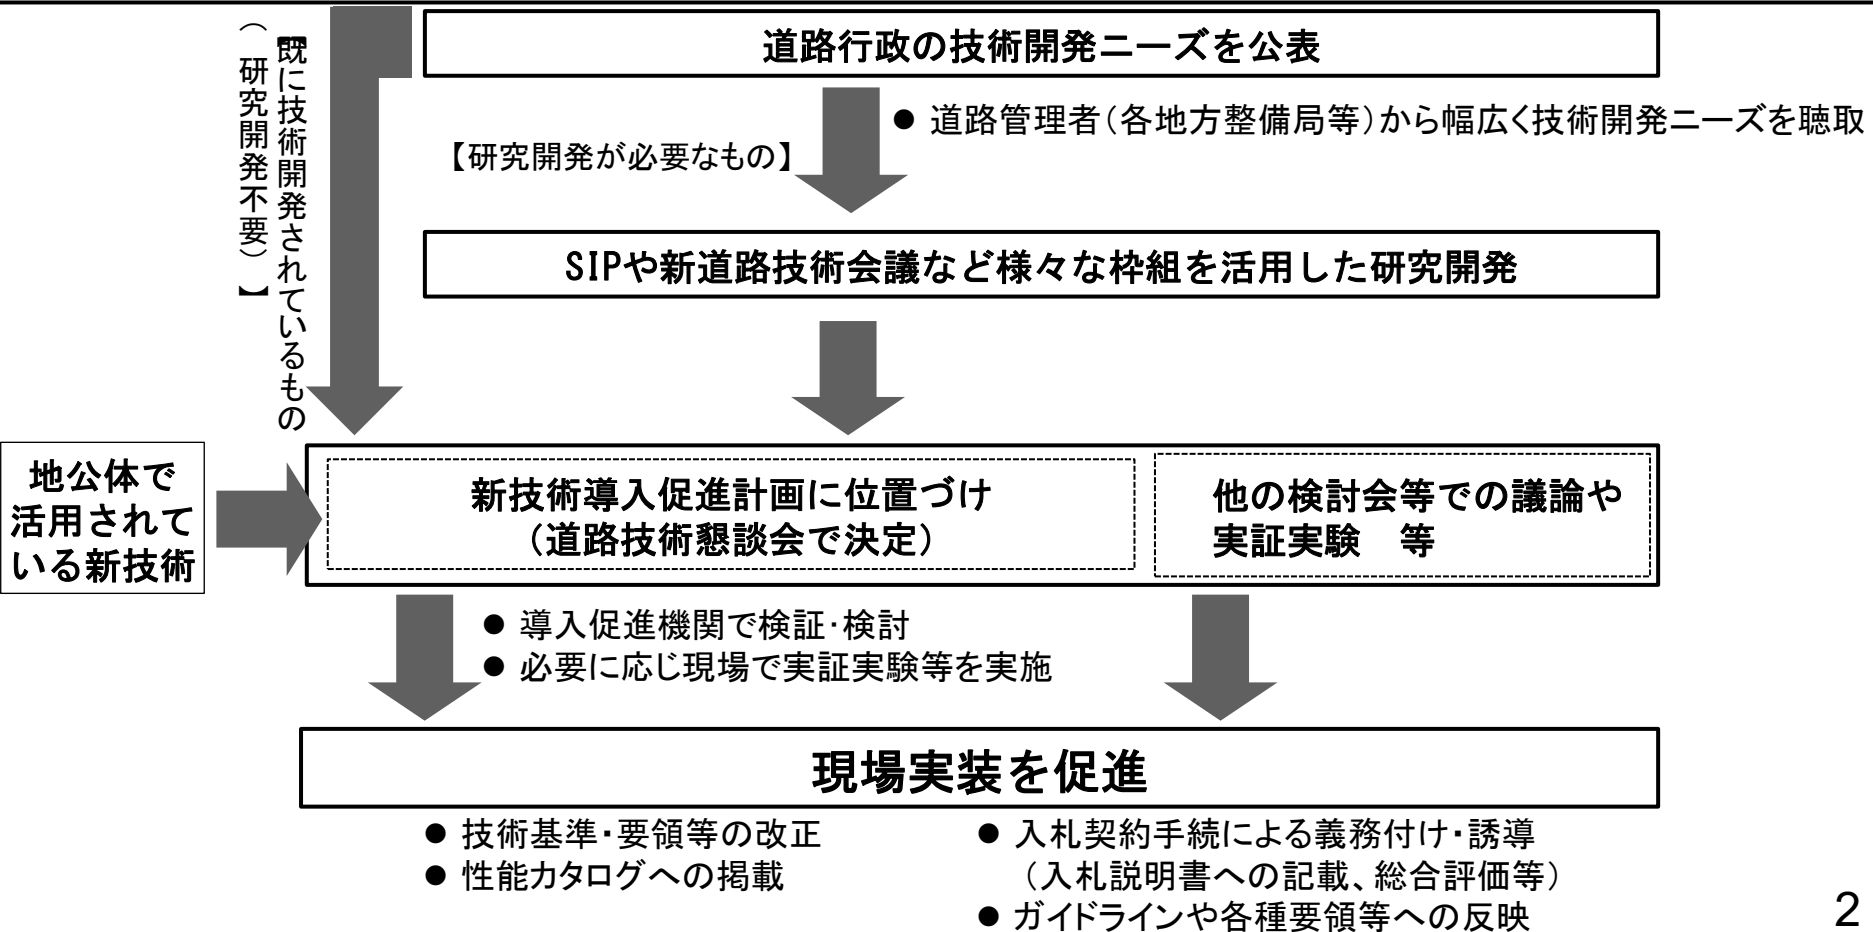 道路行政の技術開発ニーズを公表
● 道路管理者（各地方整備局等）から幅広く技術開発ニーズを聴取
【研究開発が必要なもの】
【既に技術開発されているもの
（研究開発不要）】
SIPや新道路技術会議など様々な枠組を活用した研究開発
地公体で
活用されて
いる新技術
新技術導入促進計画に位置づけ
（道路技術懇談会で決定）
他の検討会等での議論や
実証実験　等
● 導入促進機関で検証･検討
● 必要に応じ現場で実証実験等を実施
現場実装を促進
● 技術基準・要領等の改正
● 性能カタログへの掲載
● 入札契約手続による義務付け・誘導
（入札説明書への記載、総合評価等）
● ガイドラインや各種要領等への反映
2